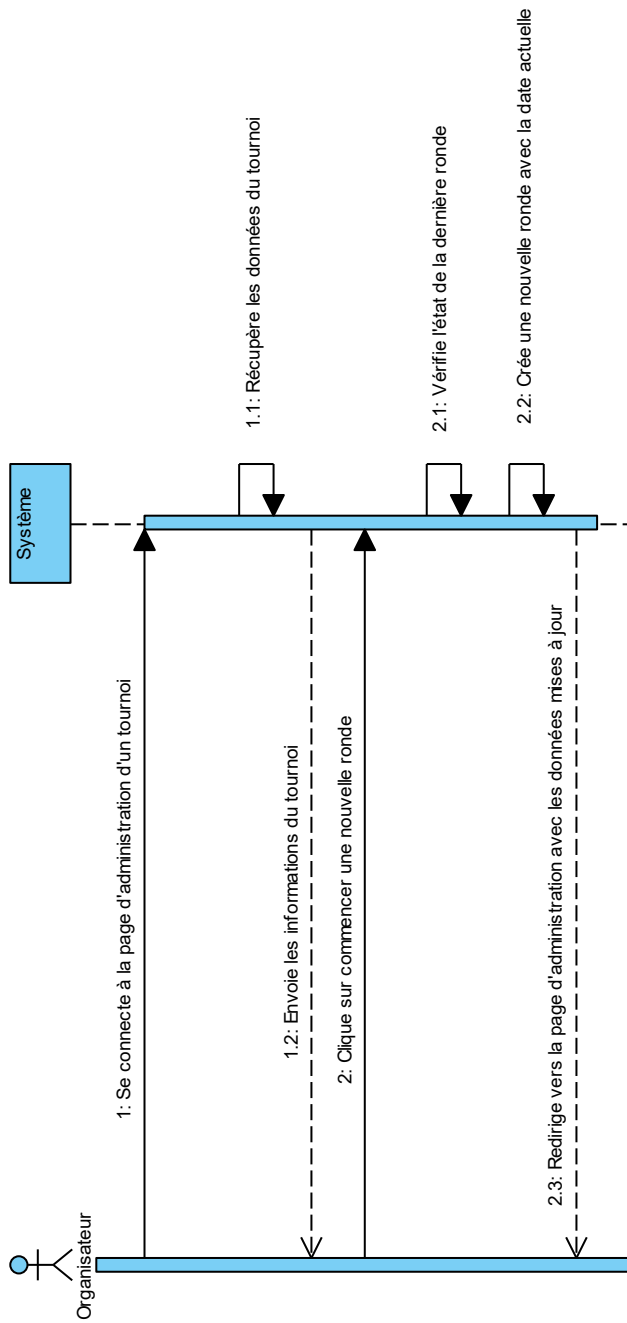 Organisateur
Système
1: Se connecte à la page d'administration d'un tournoi
1.1: Récupère les données du tournoi
1.2: Envoie les informations du tournoi
2: Clique sur commencer une nouvelle ronde
2.1: Vérifie l'état de la dernière ronde
2.2: Crée une nouvelle ronde avec la date actuelle
2.3: Redirige vers la page d'administration avec les données mises à jour